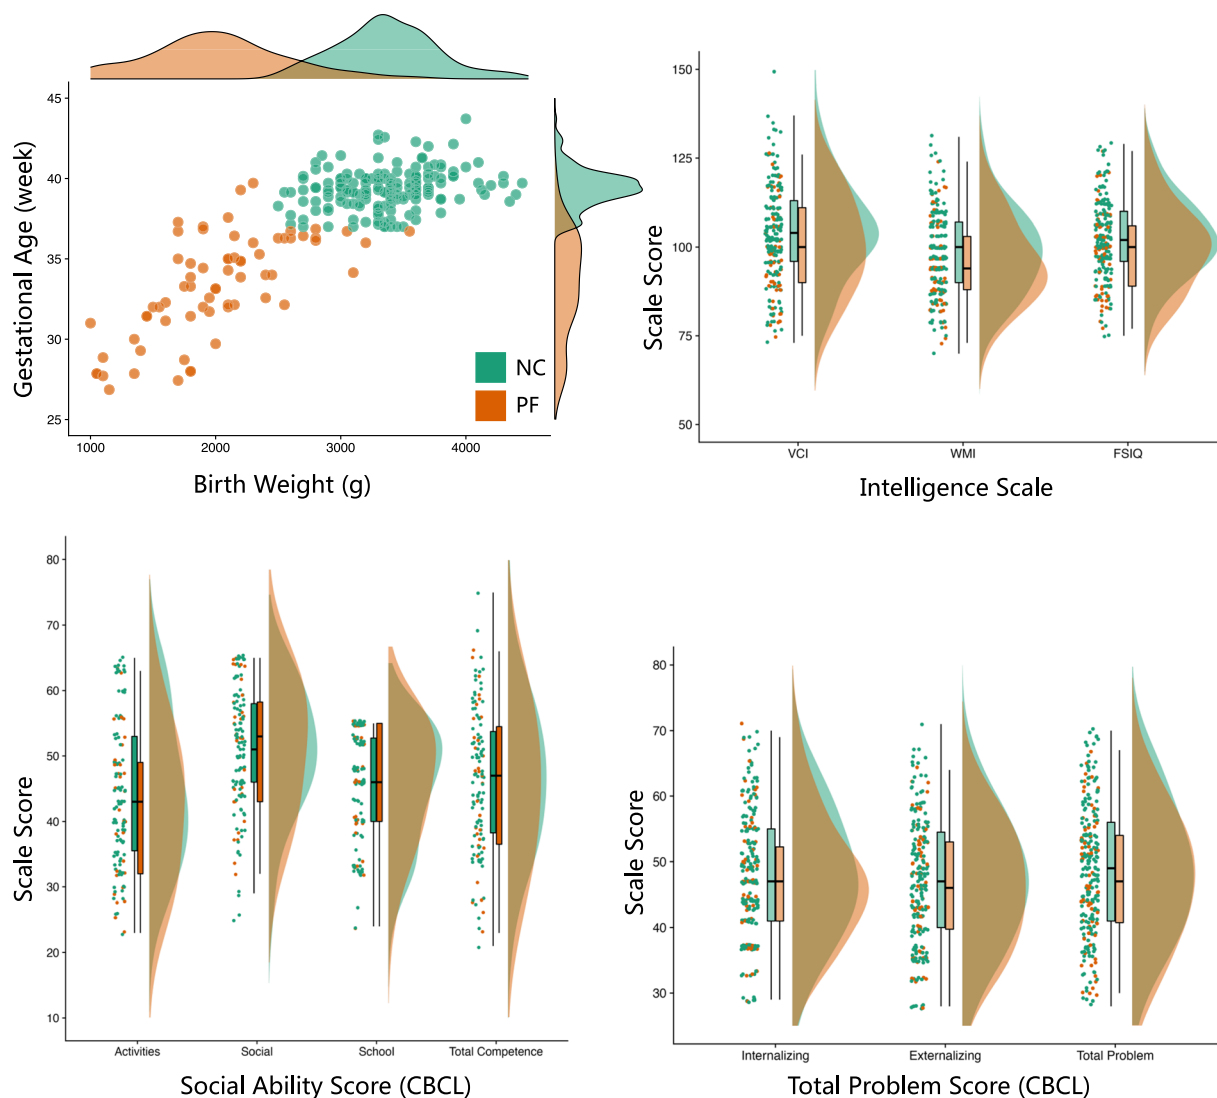 Gestational Age (week)
45
40
35
30
25
1000
2000
3000
4000
Birth Weight (g)
NC
PF
Scale Score
150
125
100
75
50
VCI
WMI
FSIQ
Intelligence Scale
Scale Score
80
70
60
50
40
30
20
10
Activities
Social
School
Total Competence
Social Ability Score (CBCL)
Scale Score
80
70
60
50
40
30
Internalizing
Externalizing
Total Problem
Total Problem Score (CBCL)